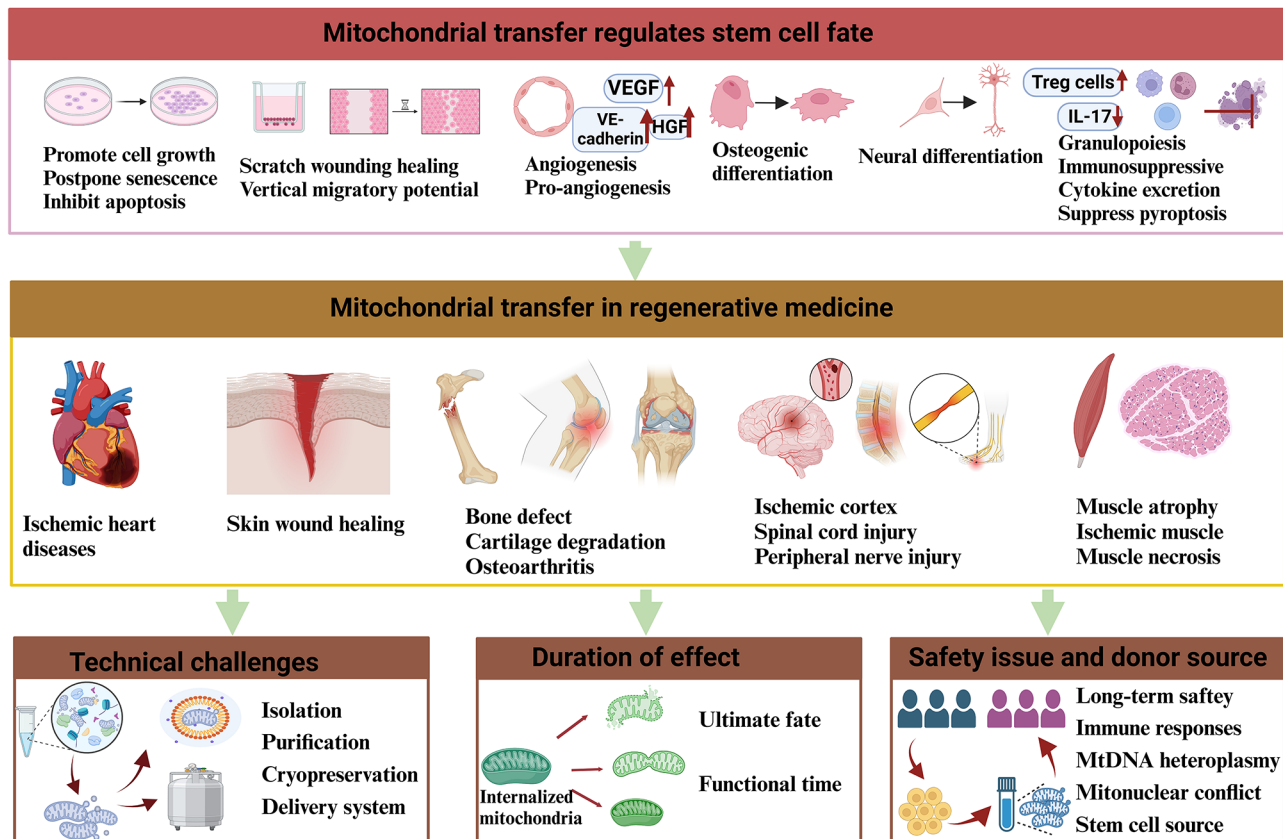 Mitochondrial transfer regulates stem cell fate
Promote cell growth
Postpone senescence
Inhibit apoptosis
Scratch wounding healing
Vertical migratory potential
VEGF
VE-
cadherin
HGF
Angiogenesis
Pro-angiogenesis
Osteogenic
differentiation
Neural differentiation
Treg cells
IL-17
Granulopoiesis
Immunosuppressive
Cytokine excretion
Suppress pyroptosis
Mitochondrial transfer in regenerative medicine
Ischemic heart
diseases
Skin wound healing
Bone defect
Cartilage degradation
Osteoarthritis
Ischemic cortex
Spinal cord injury
Peripheral nerve injury
Muscle atrophy
Ischemic muscle
Muscle necrosis
Technical challenges
Isolation
Purification
Cryopreservation
Delivery system
Duration of effect
Internalized
mitochondria
Ultimate fate
Functional time
Safety issue and donor source
Long-term saftey
Immune responses
MtDNA heteroplasmy
Mitonuclear conflict
Stem cell source